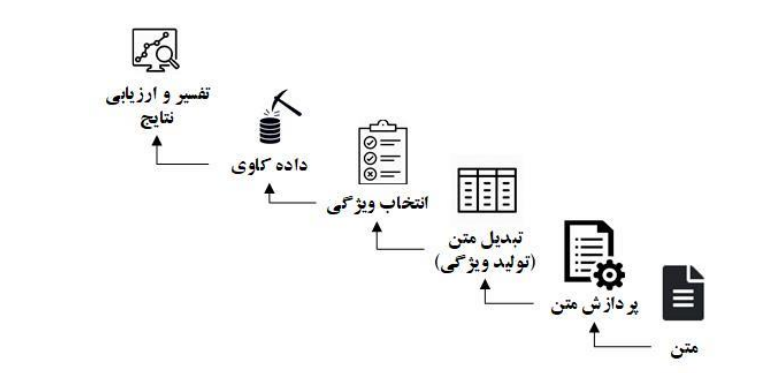 تفسیر و ارزیابی
نتایج
داده کاوی
انتخاب ویژگی
تبدیل متن
(تولید ویژگی)
پردازش متن
متن